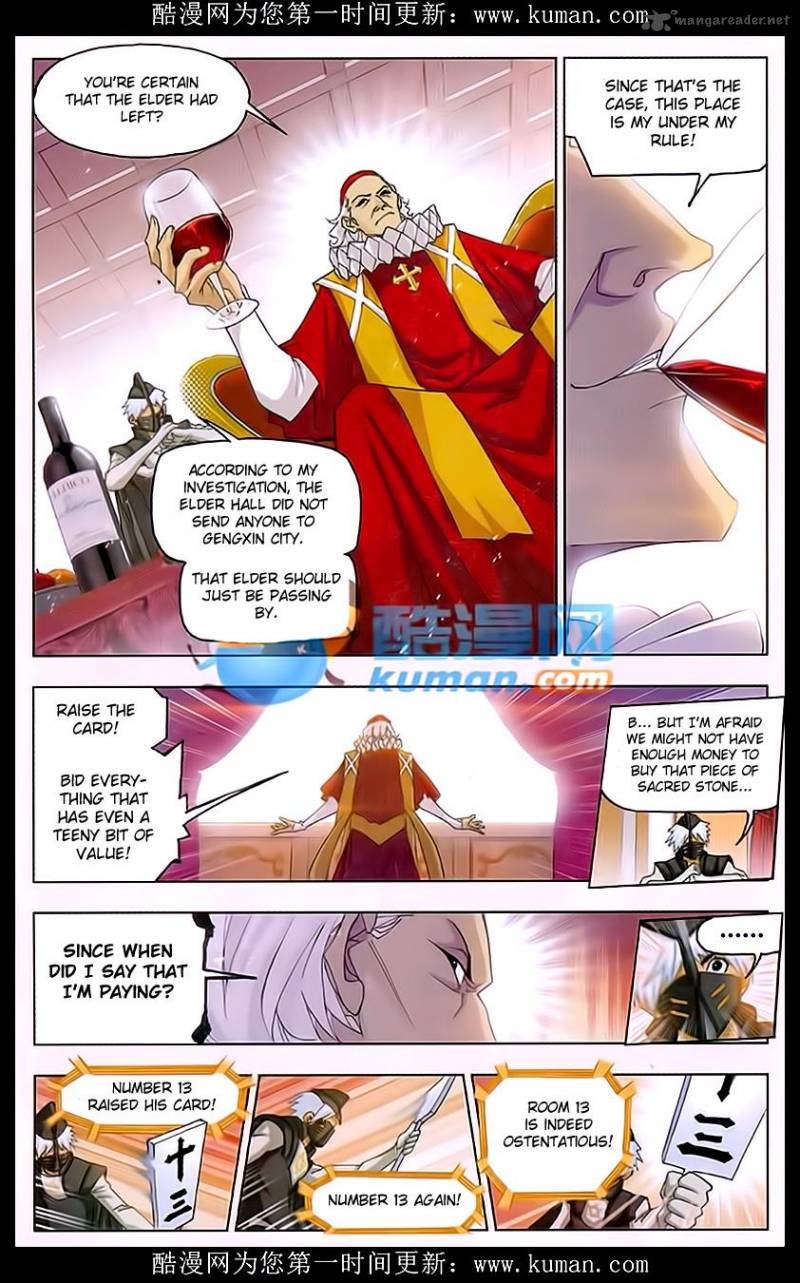 酷漫网为您第一时间更新：www.kuman.com
mangareader.net
YOU'RE CERTAIN
THAT THE ELDER HAD
LEFT?
SINCE THAT'S THE
CASE, THIS PLACE
IS MY UNDER MY
RULE!
ACCORDING TO MY
INVESTIGATION, THE
ELDER HALL DID NOT
SEND ANYONE TO
GENGXIN CITY.
THAT ELDER SHOULD
JUST BE PASSING
BY.
酷漫网
kuman.com
RAISE THE
CARD!
BID EVERY-
THING THAT
HAS EVEN A
TEENY BIT OF
VALUE!
B... BUT I'M AFRAID
WE MIGHT NOT HAVE
ENOUGH MONEY TO
BUY THAT PIECE OF
SACRED STONE...
SINCE WHEN
DID I SAY THAT
I'M PAYING?
......
NUMBER 13
RAISED HIS CARD!
十三
NUMBER 13 AGAIN!
ROOM 13
IS INDEED
OSTENTATIOUS!
十三
酷漫网为您第一时间更新：www.kuman.com